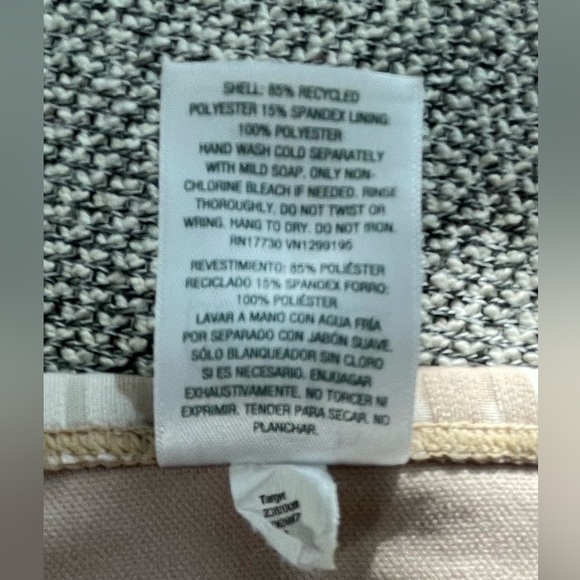 SHELL: 85% RECYCLED
POLYESTER 15% SPANDEX LINING:
100% POLYESTER
HAND WASH COLD SEPARATELY
WITH MILD SOAP, ONLY NON-
CHLORINE BLEACH IF NEEDED. RINSE
THOROUGHLY. DO NOT TWIST OR
WRING. HANG TO DRY. DO NOT IRON.
RN17730 VN1299195
REVESTIMIENTO: 85% POLIÉSTER
RECICLADO 15% SPANDEX FORRO:
100% POLIÉSTER
LAVAR A MANO CON AGUA FRÍA
POR SEPARADO CON JABÓN SUAVE.
SÓLO BLANQUEADOR SIN CLORO
SI ES NECESARIO. ENJUAGAR
EXHAUSTIVAMENTE. NO TORCER NI
EXPRIMIR. TENDER PARA SECAR. NO
PLANCHAR.
Target